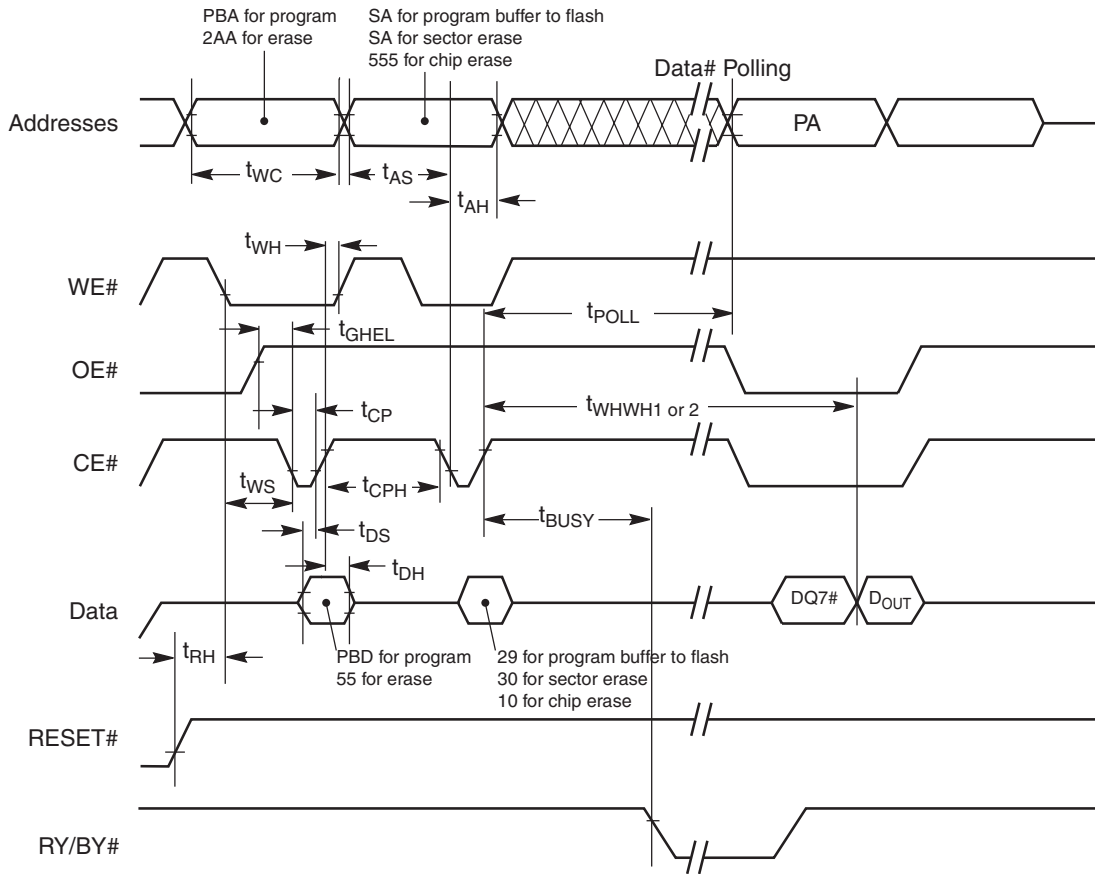 PBA for program
2AA for erase
SA for program buffer to flash
SA for sector erase
555 for chip erase
Data# Polling
Addresses
PA
tWC
tAS
tAH
tWH
WE#
tPOLL
tGHEL
OE#
tWHWH1 or 2
tCP
CE#
tWS
tCPH
tBUSY
tDS
tDH
Data
DQ7#
DOUT
tRH
PBD for program
55 for erase
29 for program buffer to flash
30 for sector erase
10 for chip erase
RESET#
RY/BY#